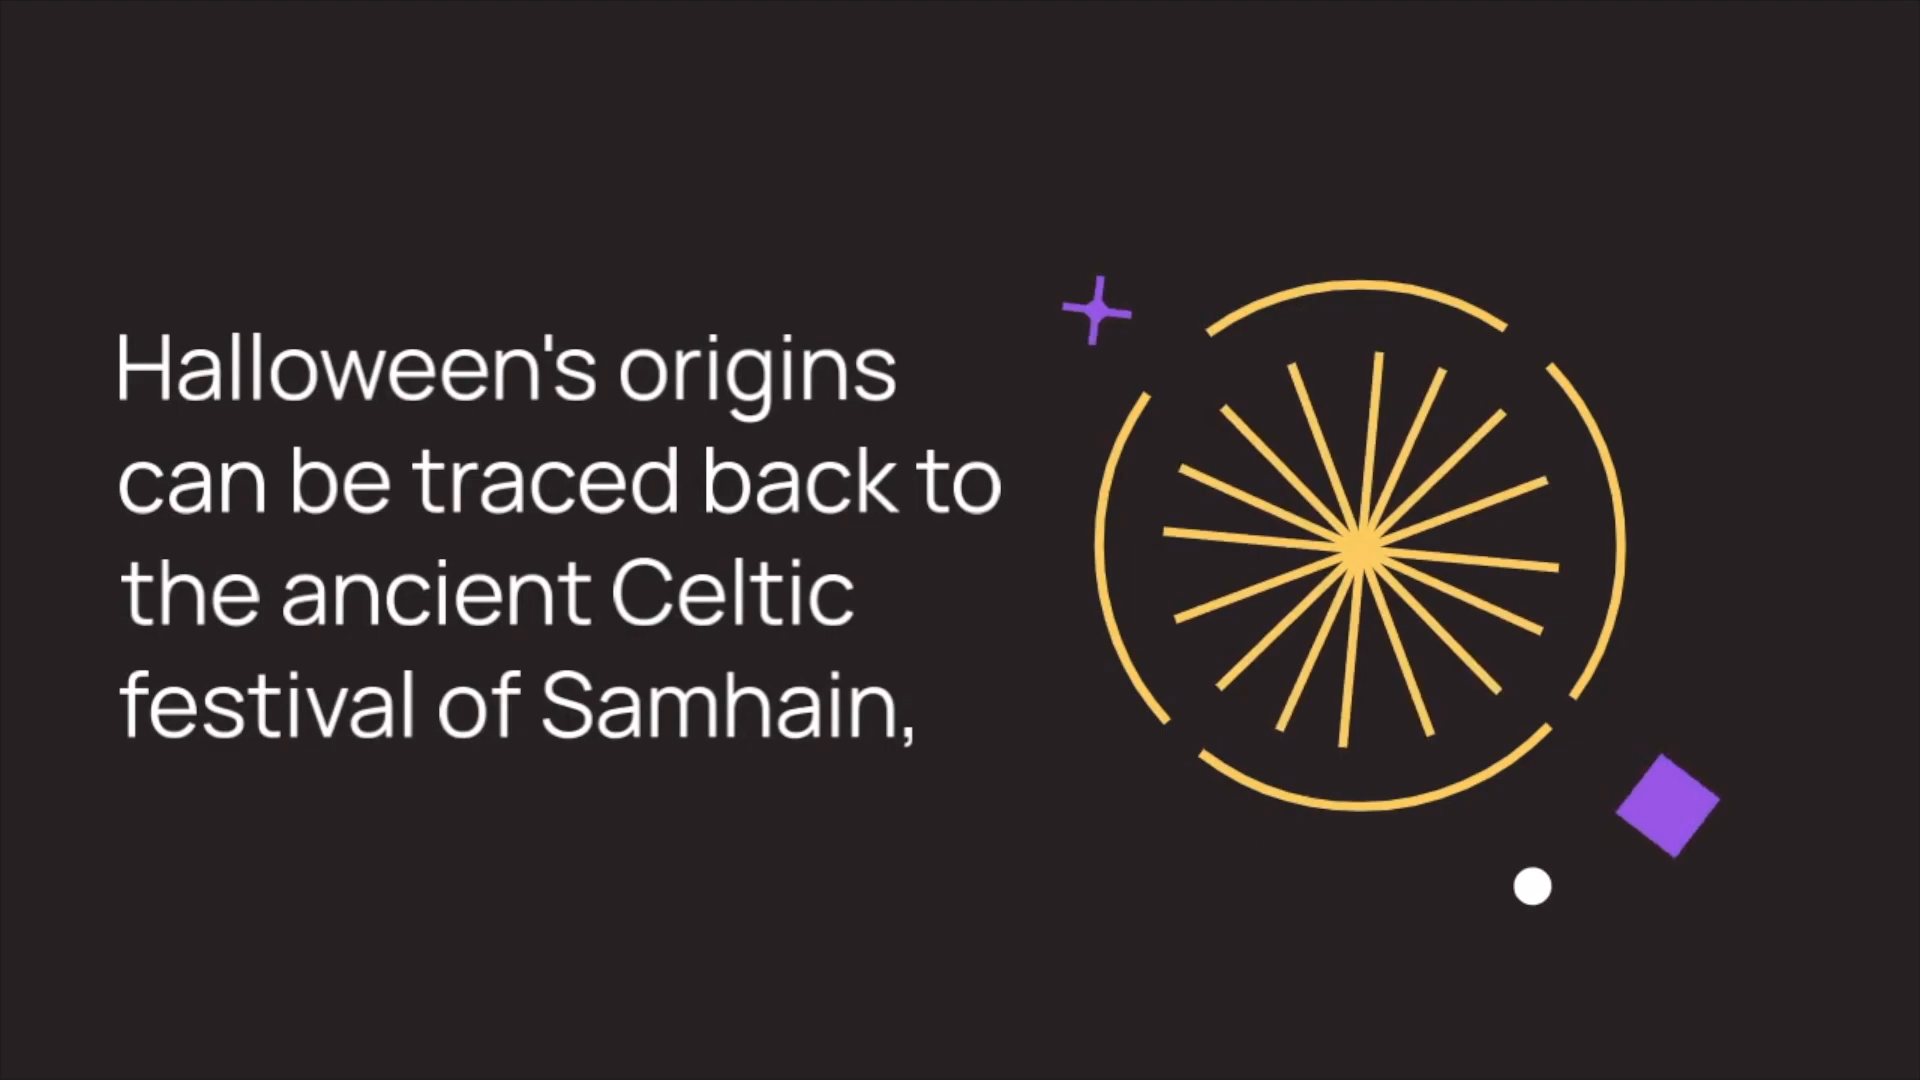 Halloween's origins
can be traced back to
the ancient Celtic
festival of Samhain,